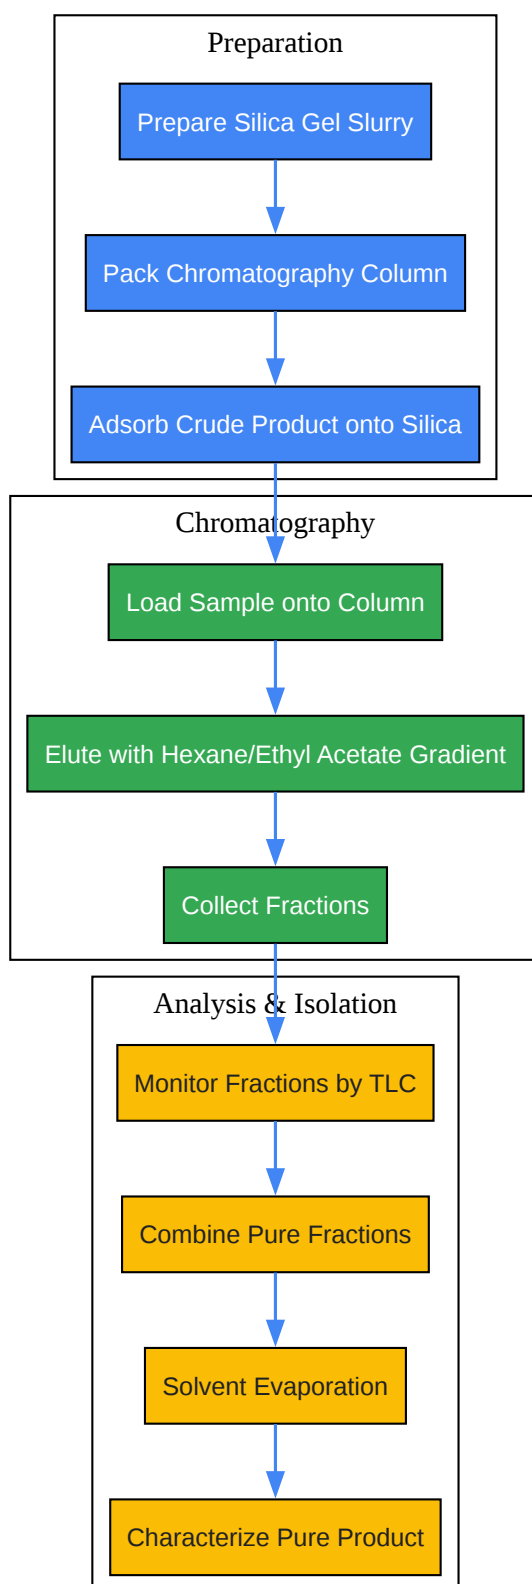 Preparation
Prepare Silica Gel Slurry
Pack Chromatography Column
Adsorb Crude Product onto Silica
Chromatography
Load Sample onto Column
Elute with Hexane/Ethyl Acetate Gradient
Collect Fractions
Analysis & Isolation
Monitor Fractions by TLC
Combine Pure Fractions
Solvent Evaporation
Characterize Pure Product